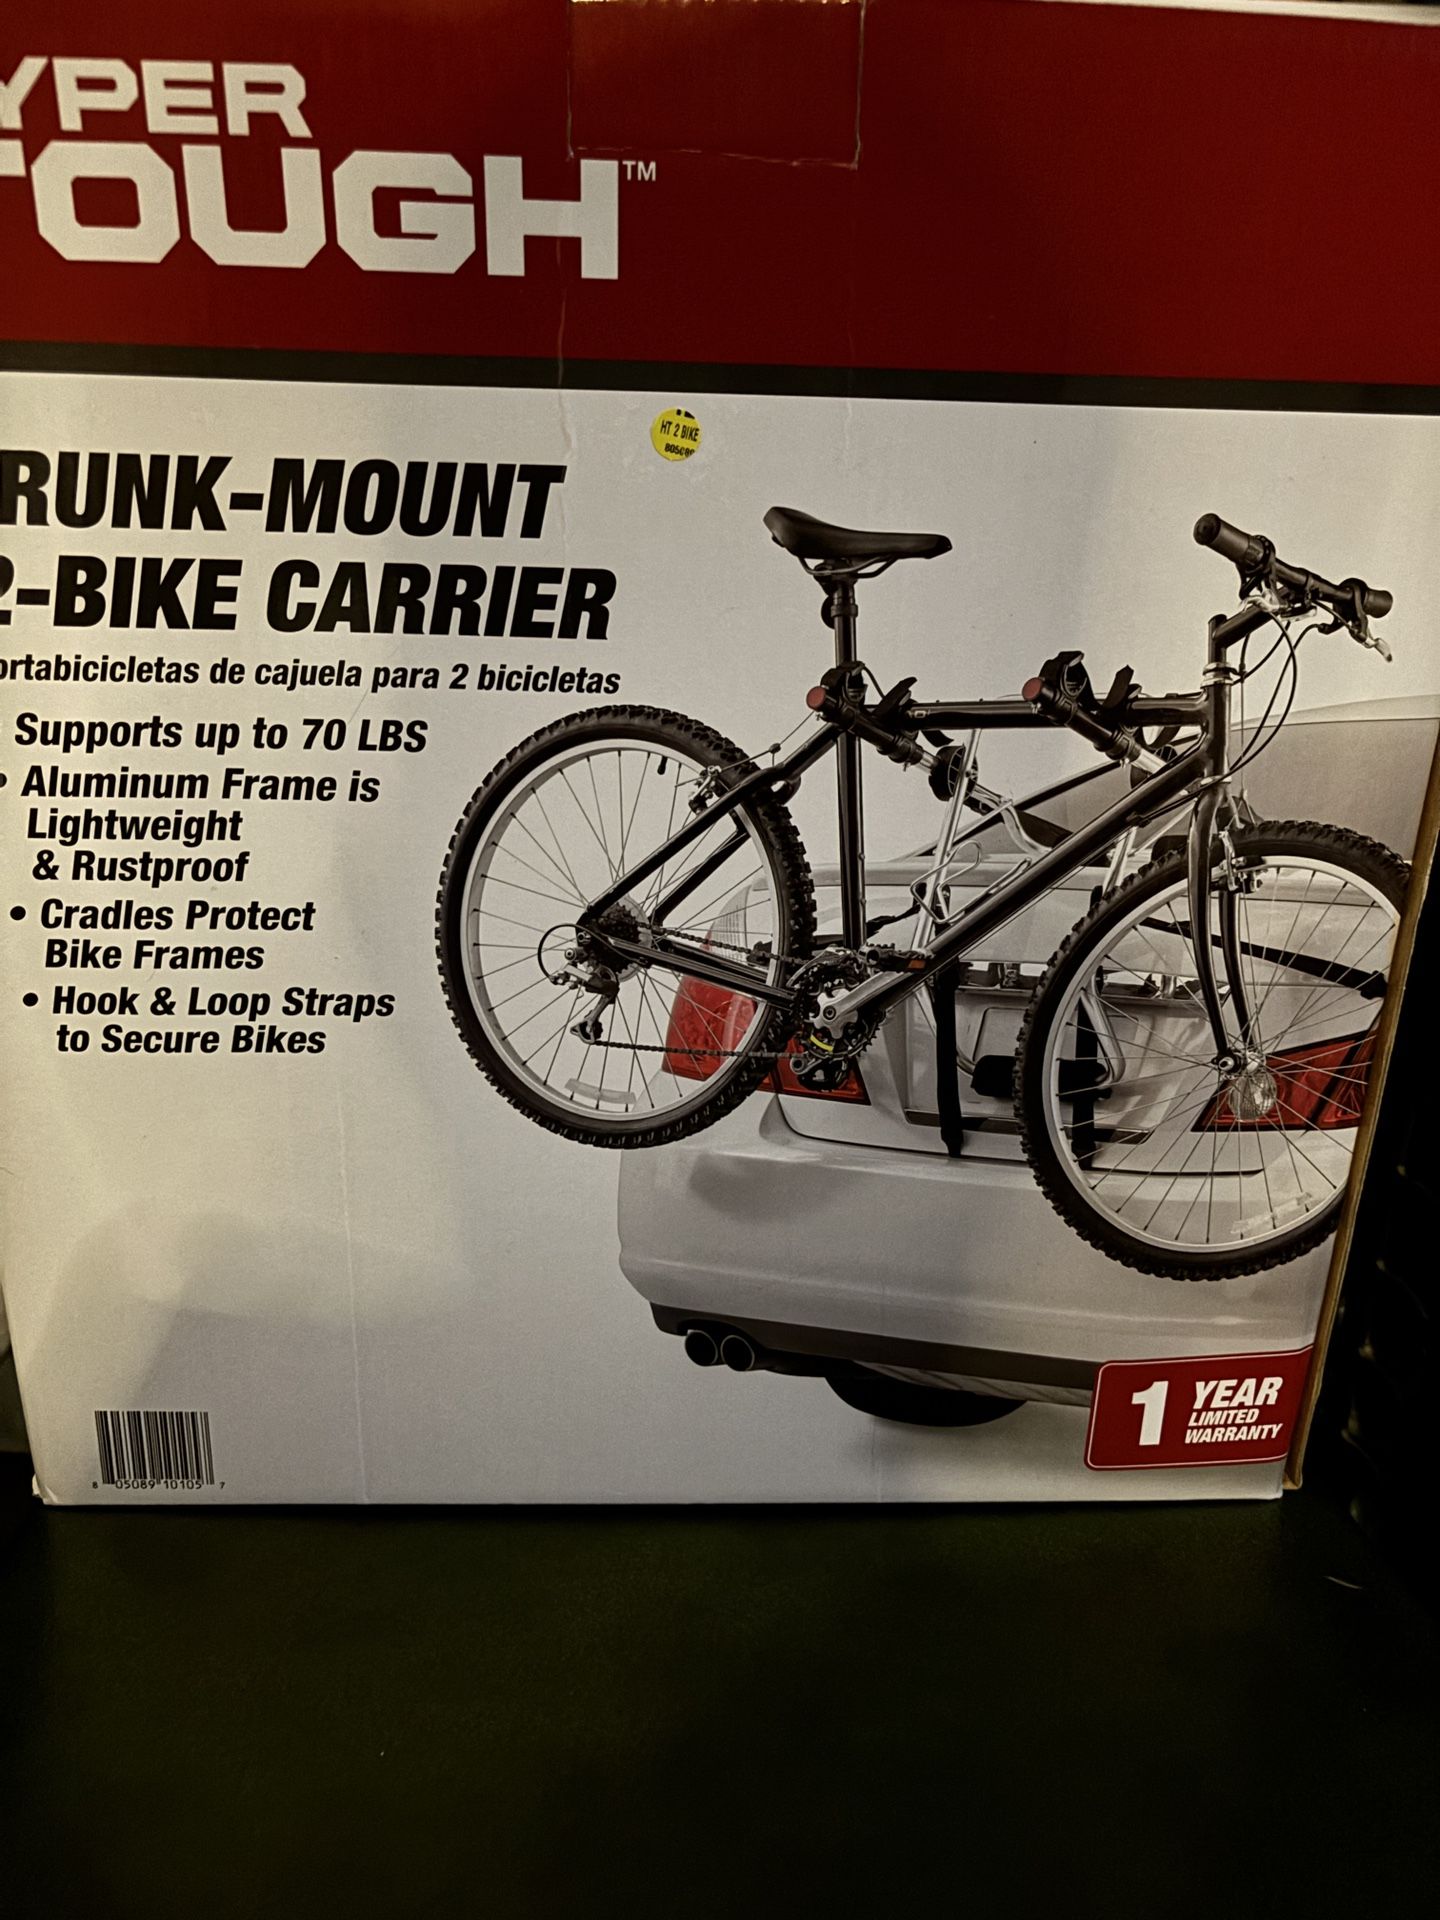 YPER
TOUGH™
HT 2 BIKE
RUNK-MOUNT
2-BIKE CARRIER
ortabicicletas de cajuela para 2 bicicletas
Supports up to 70 LBS
• Aluminum Frame is
Lightweight
& Rustproof
• Cradles Protect
Bike Frames
• Hook & Loop Straps
to Secure Bikes
1 YEAR
LIMITED
WARRANTY
8 05089 10105 7